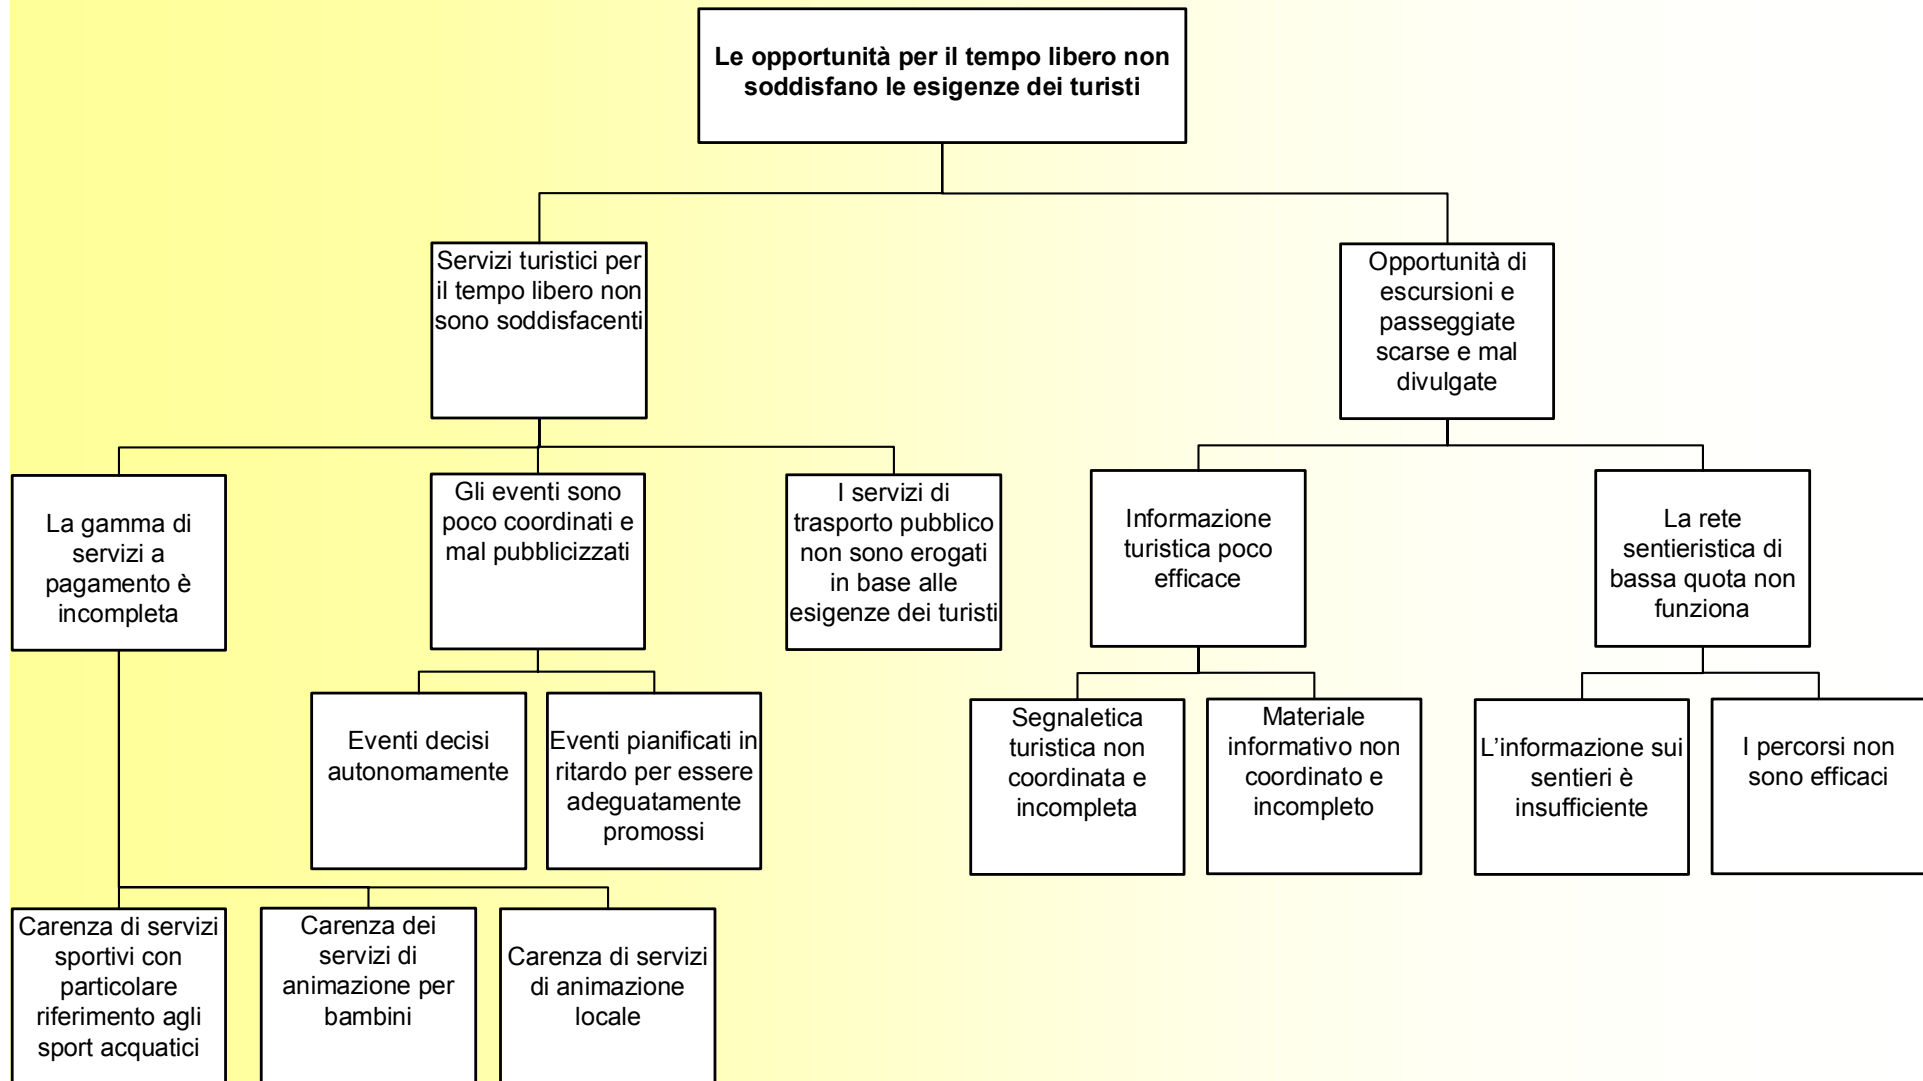 Le opportunità per il tempo libero non
soddisfano le esigenze dei turisti
Servizi turistici per
il tempo libero non
sono soddisfacenti
Opportunità di
escursioni e
passeggiate
scarse e mal
divulgate
La gamma di
servizi a
pagamento è
incompleta
Gli eventi sono
poco coordinati e
mal pubblicizzati
I servizi di
trasporto pubblico
non sono erogati
in base alle
esigenze dei turisti
Informazione
turistica poco
efficace
La rete
sentieristica di
bassa quota non
funziona
Eventi decisi
autonomamente
Eventi pianificati in
ritardo per essere
adeguatamente
promossi
Segnaletica
turistica non
coordinata e
incompleta
Materiale
informativo non
coordinato e
incompleto
L’informazione sui
sentieri è
insufficiente
I percorsi non
sono efficaci
Carenza di servizi
sportivi con
particolare
riferimento agli
sport acquatici
Carenza dei
servizi di
animazione per
bambini
Carenza di servizi
di animazione
locale